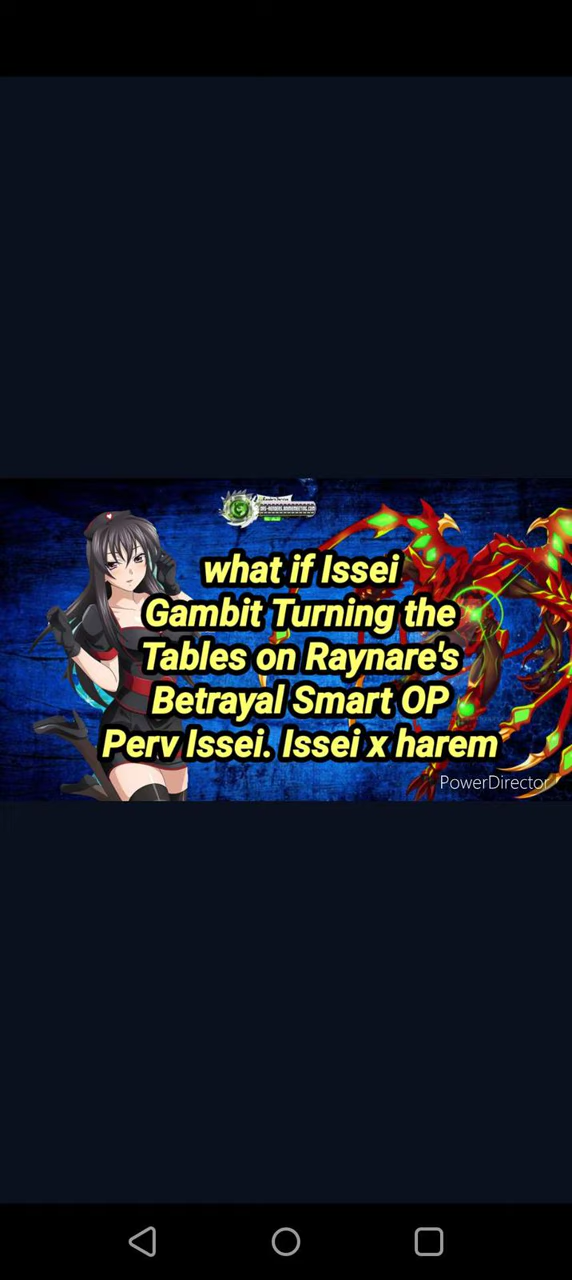 what if Issei
Gambit Turning the
Tables on Raynare's
Betrayal Smart OP
Perv Issei. Issei x harem
PowerDirector